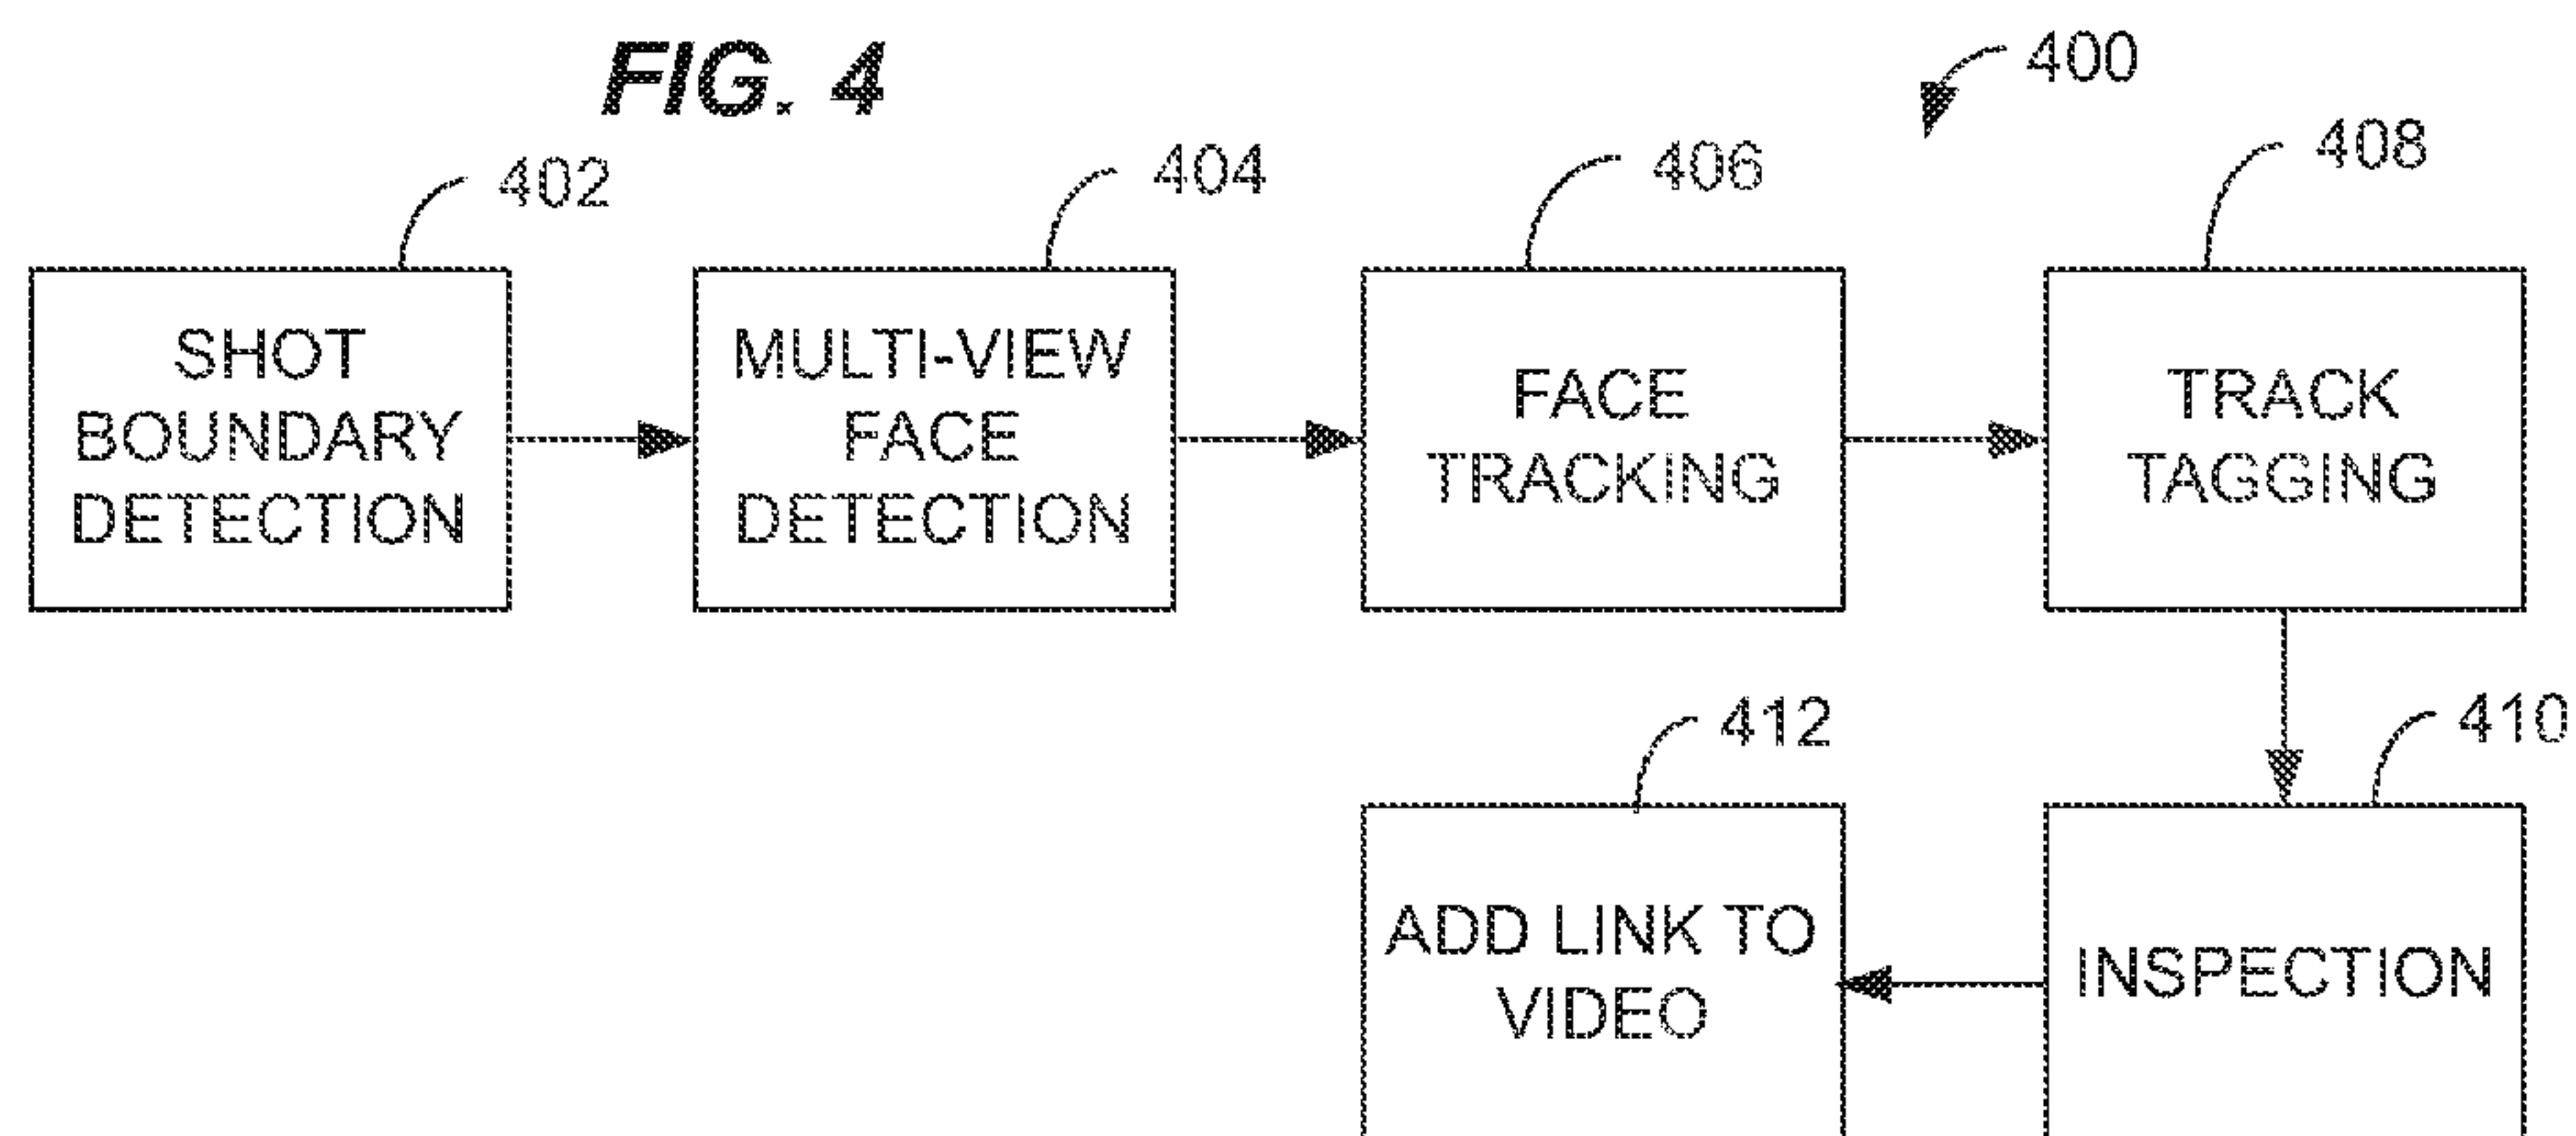 FIG. 4
400
402
404
406
408
SHOT
BOUNDARY
DETECTION
MULTI-VIEW
FACE
DETECTION
FACE
TRACKING
TRACK
TAGGING
412
410
ADD LINK TO
VIDEO
INSPECTION